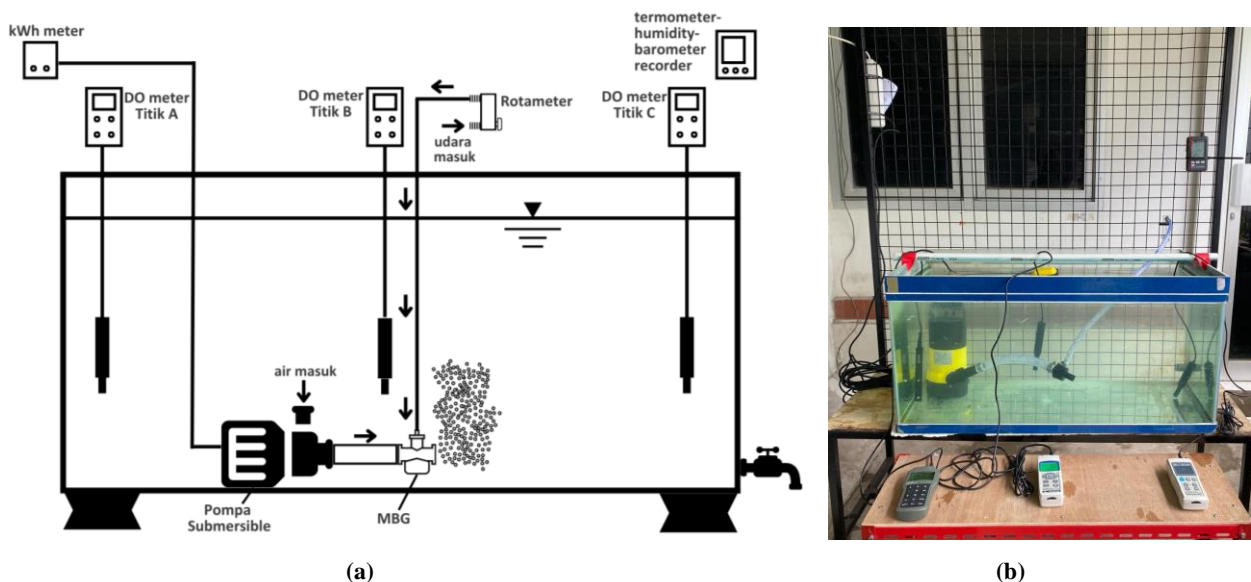 kWh meter
DO meter
Titik A
DO meter
Titik B
Rotameter
udara
masuk
termometer-
humidity-
barometer
recorder
DO meter
Titik C
air masuk
Pompa
Submersible
MBG
(a)
(b)